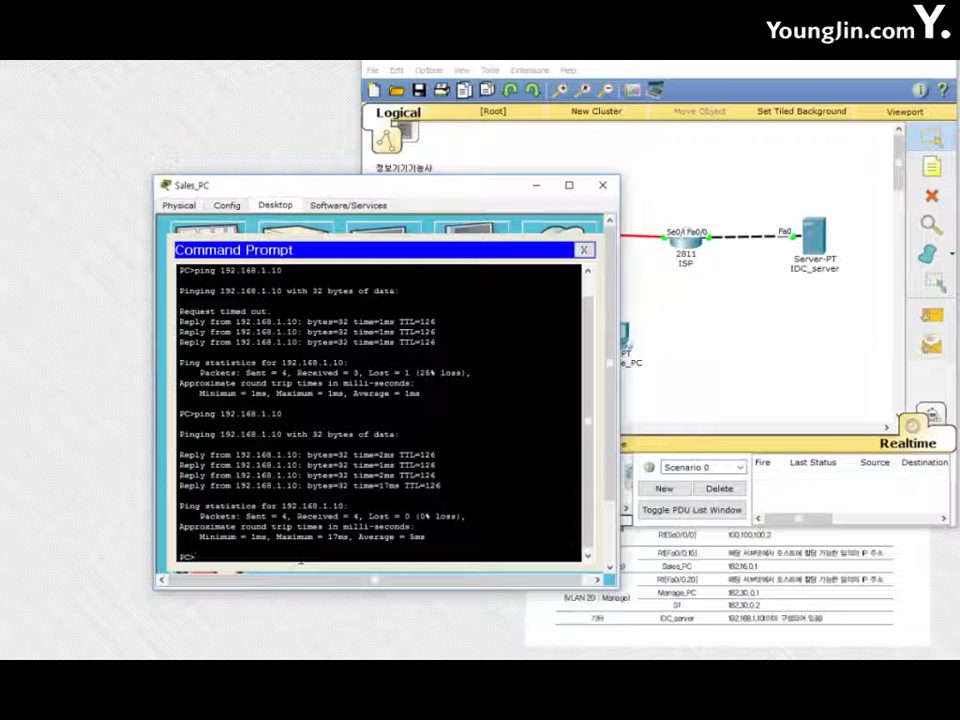 YoungJin.com Y.
File Edit Options View Tools Extensions Help
Logical [Root] New Cluster Move Object Set Tiled Background Viewport
정보기기기능사
Sales_PC
Physical Config Desktop Software/Services
Command Prompt X
PC>ping 192.168.1.10
Pinging 192.168.1.10 with 32 bytes of data:
Request timed out.
Reply from 192.168.1.10: bytes=32 time=1ms TTL=126
Reply from 192.168.1.10: bytes=32 time=1ms TTL=126
Reply from 192.168.1.10: bytes=32 time=1ms TTL=126
Ping statistics for 192.168.1.10:
Packets: Sent = 4, Received = 3, Lost = 1 (25% loss),
Approximate round trip times in milli-seconds:
Minimum = 1ms, Maximum = 1ms, Average = 1ms
PC>ping 192.168.1.10
Pinging 192.168.1.10 with 32 bytes of data:
Reply from 192.168.1.10: bytes=32 time=2ms TTL=126
Reply from 192.168.1.10: bytes=32 time=1ms TTL=126
Reply from 192.168.1.10: bytes=32 time=2ms TTL=126
Reply from 192.168.1.10: bytes=32 time=17ms TTL=126
Ping statistics for 192.168.1.10:
Packets: Sent = 4, Received = 4, Lost = 0 (0% loss),
Approximate round trip times in milli-seconds:
Minimum = 1ms, Maximum = 17ms, Average = 5ms
PC>
Se0/ Fa0/0 Fa0
2811
ISP
Server-PT
IDC_server
PT
_PC
Realtime
Scenario 0
New Delete
Toggle PDU List Window
Fire Last Status Source Destination
R1[Se0/0/0] 100.100.100.2
R1[Fa0/0.10] 해당 서브넷에서 호스트에 할당 가능한 임의의 IP 주소
Sales_PC 182.16.0.1
R1[Fa0/0.20] 해당 서브넷에서 호스트에 할당 가능한 임의의 IP 주소
(VLAN 20 : Manage) Manage_PC 182.30.0.1
S1 182.30.0.2
기타 IDC_server 192.168.1.10(이미 구성되어 있음)